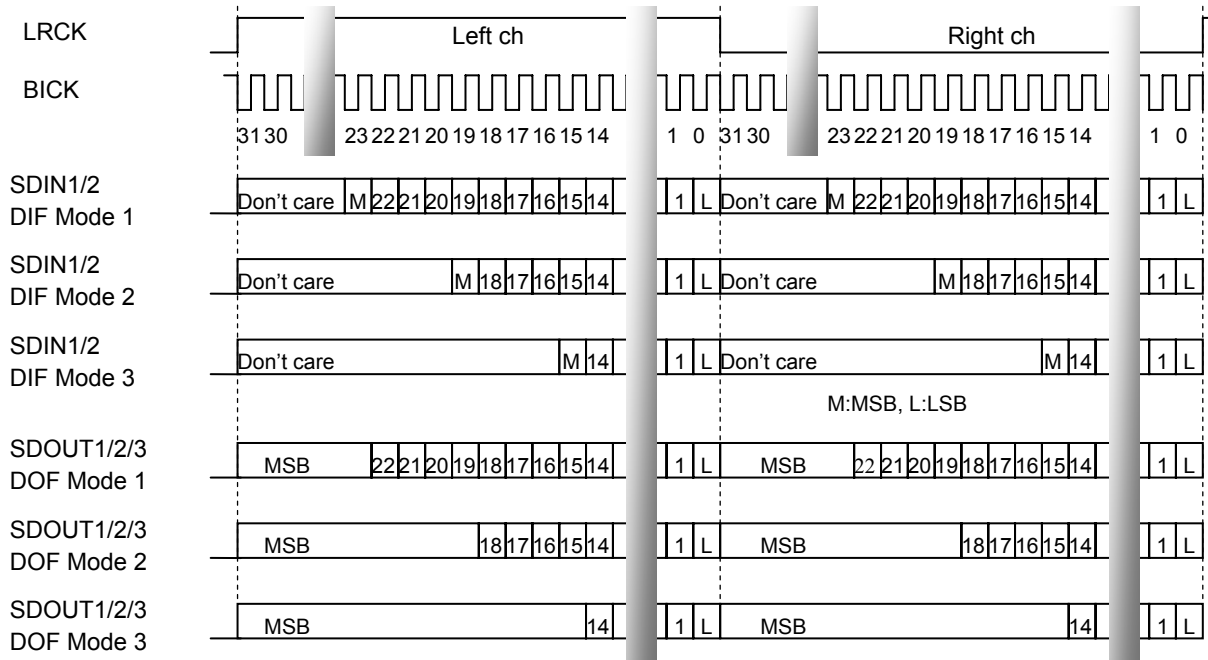 LRCK Left ch Right ch
BICK
31 30 23 22 21 20 19 18 17 16 15 14 1 0 31 30 23 22 21 20 19 18 17 16 15 14 1 0
SDIN1/2
DIF Mode 1
Don't care M 22 21 20 19 18 17 16 15 14 1 L Don't care M 22 21 20 19 18 17 16 15 14 1 L
SDIN1/2
DIF Mode 2
Don't care M 18 17 16 15 14 1 L Don't care M 18 17 16 15 14 1 L
SDIN1/2
DIF Mode 3
Don't care M 14 1 L Don't care M 14 1 L
M:MSB, L:LSB
SDOUT1/2/3
DOF Mode 1
MSB 22 21 20 19 18 17 16 15 14 1 L MSB 22 21 20 19 18 17 16 15 14 1 L
SDOUT1/2/3
DOF Mode 2
MSB 18 17 16 15 14 1 L MSB 18 17 16 15 14 1 L
SDOUT1/2/3
DOF Mode 3
MSB 14 1 L MSB 14 1 L